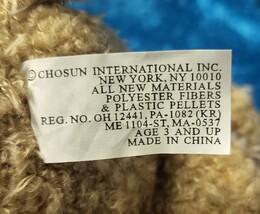 ©CHOSUN INTERNATIONAL INC.
NEW YORK, NY 10010
ALL NEW MATERIALS
POLYESTER FIBERS
& PLASTIC PELLETS
REG. NO. OH 12441, PA-1082 (KR)
ME 1104-ST, MA-0537
AGE 3 AND UP
MADE IN CHINA